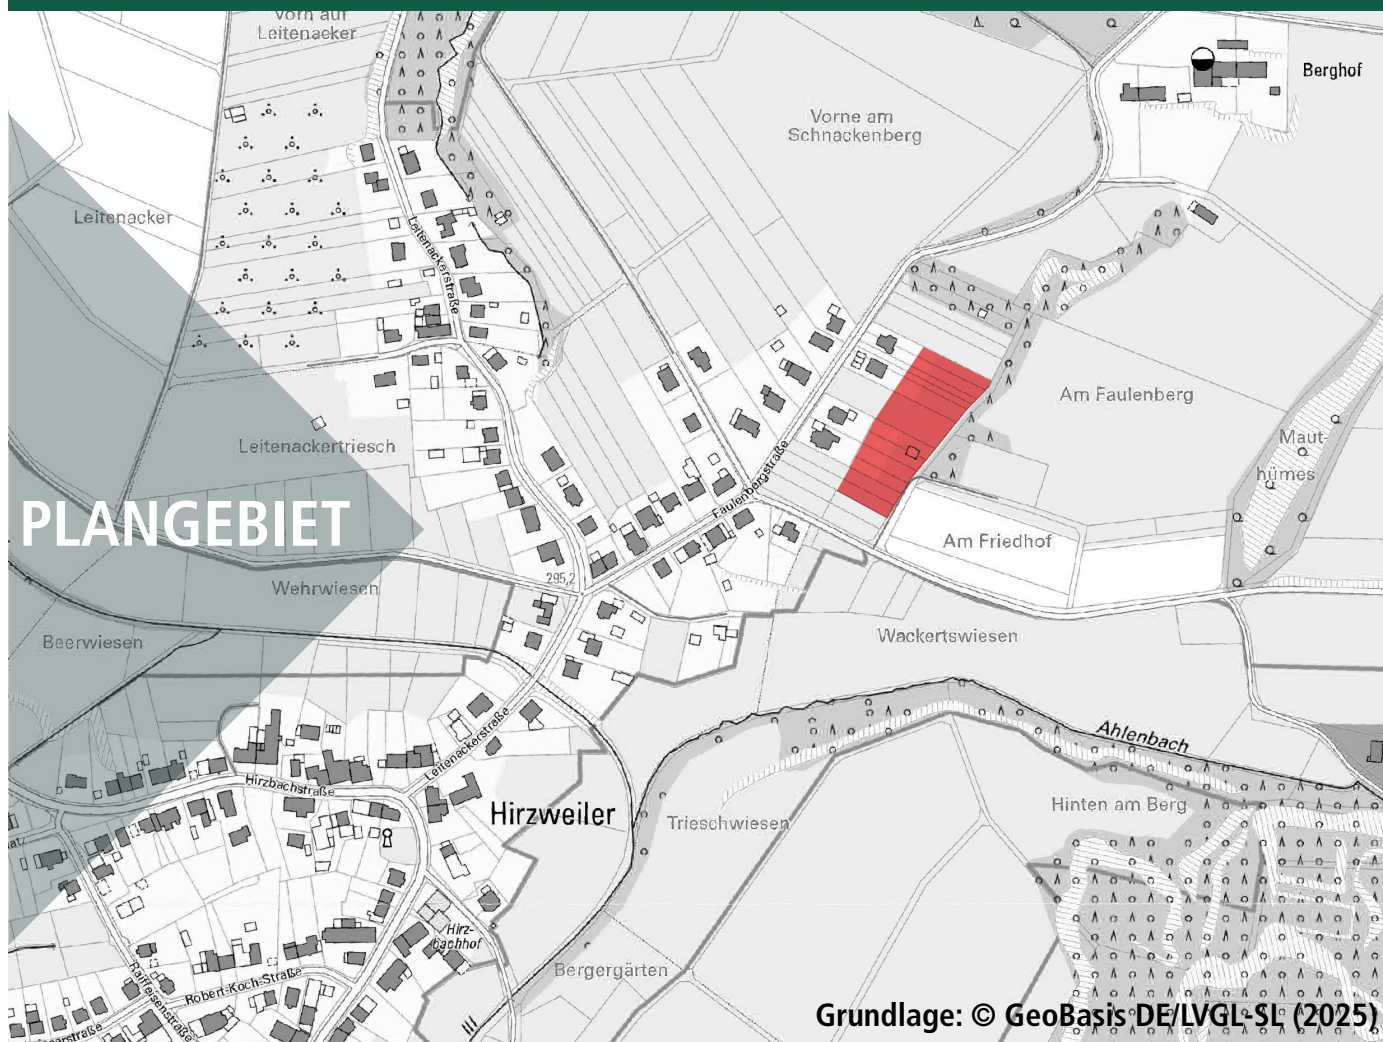 Vorn auf
Leitenacker
Berghof
Vorne am
Schnackenberg
Leitenacker
Leitenackerstraße
Am Faulenberg
Leitenackertriesch
Maut-
hümes
Faulenbergstraße
PLANGEBIET
Am Friedhof
295,2
Wehrwiesen
Beerwiesen
Wackertswiesen
Leitenackerstraße
Ahlenbach
Hirzbachstraße
Hirzweiler
Trieschwiesen
Hinten am Berg
Hirz-
bachhof
Bergergärten
Robert-Koch-Straße
Raiffeisenstraße
Grundlage: © GeoBasis DE/LVGL-SL (2025)